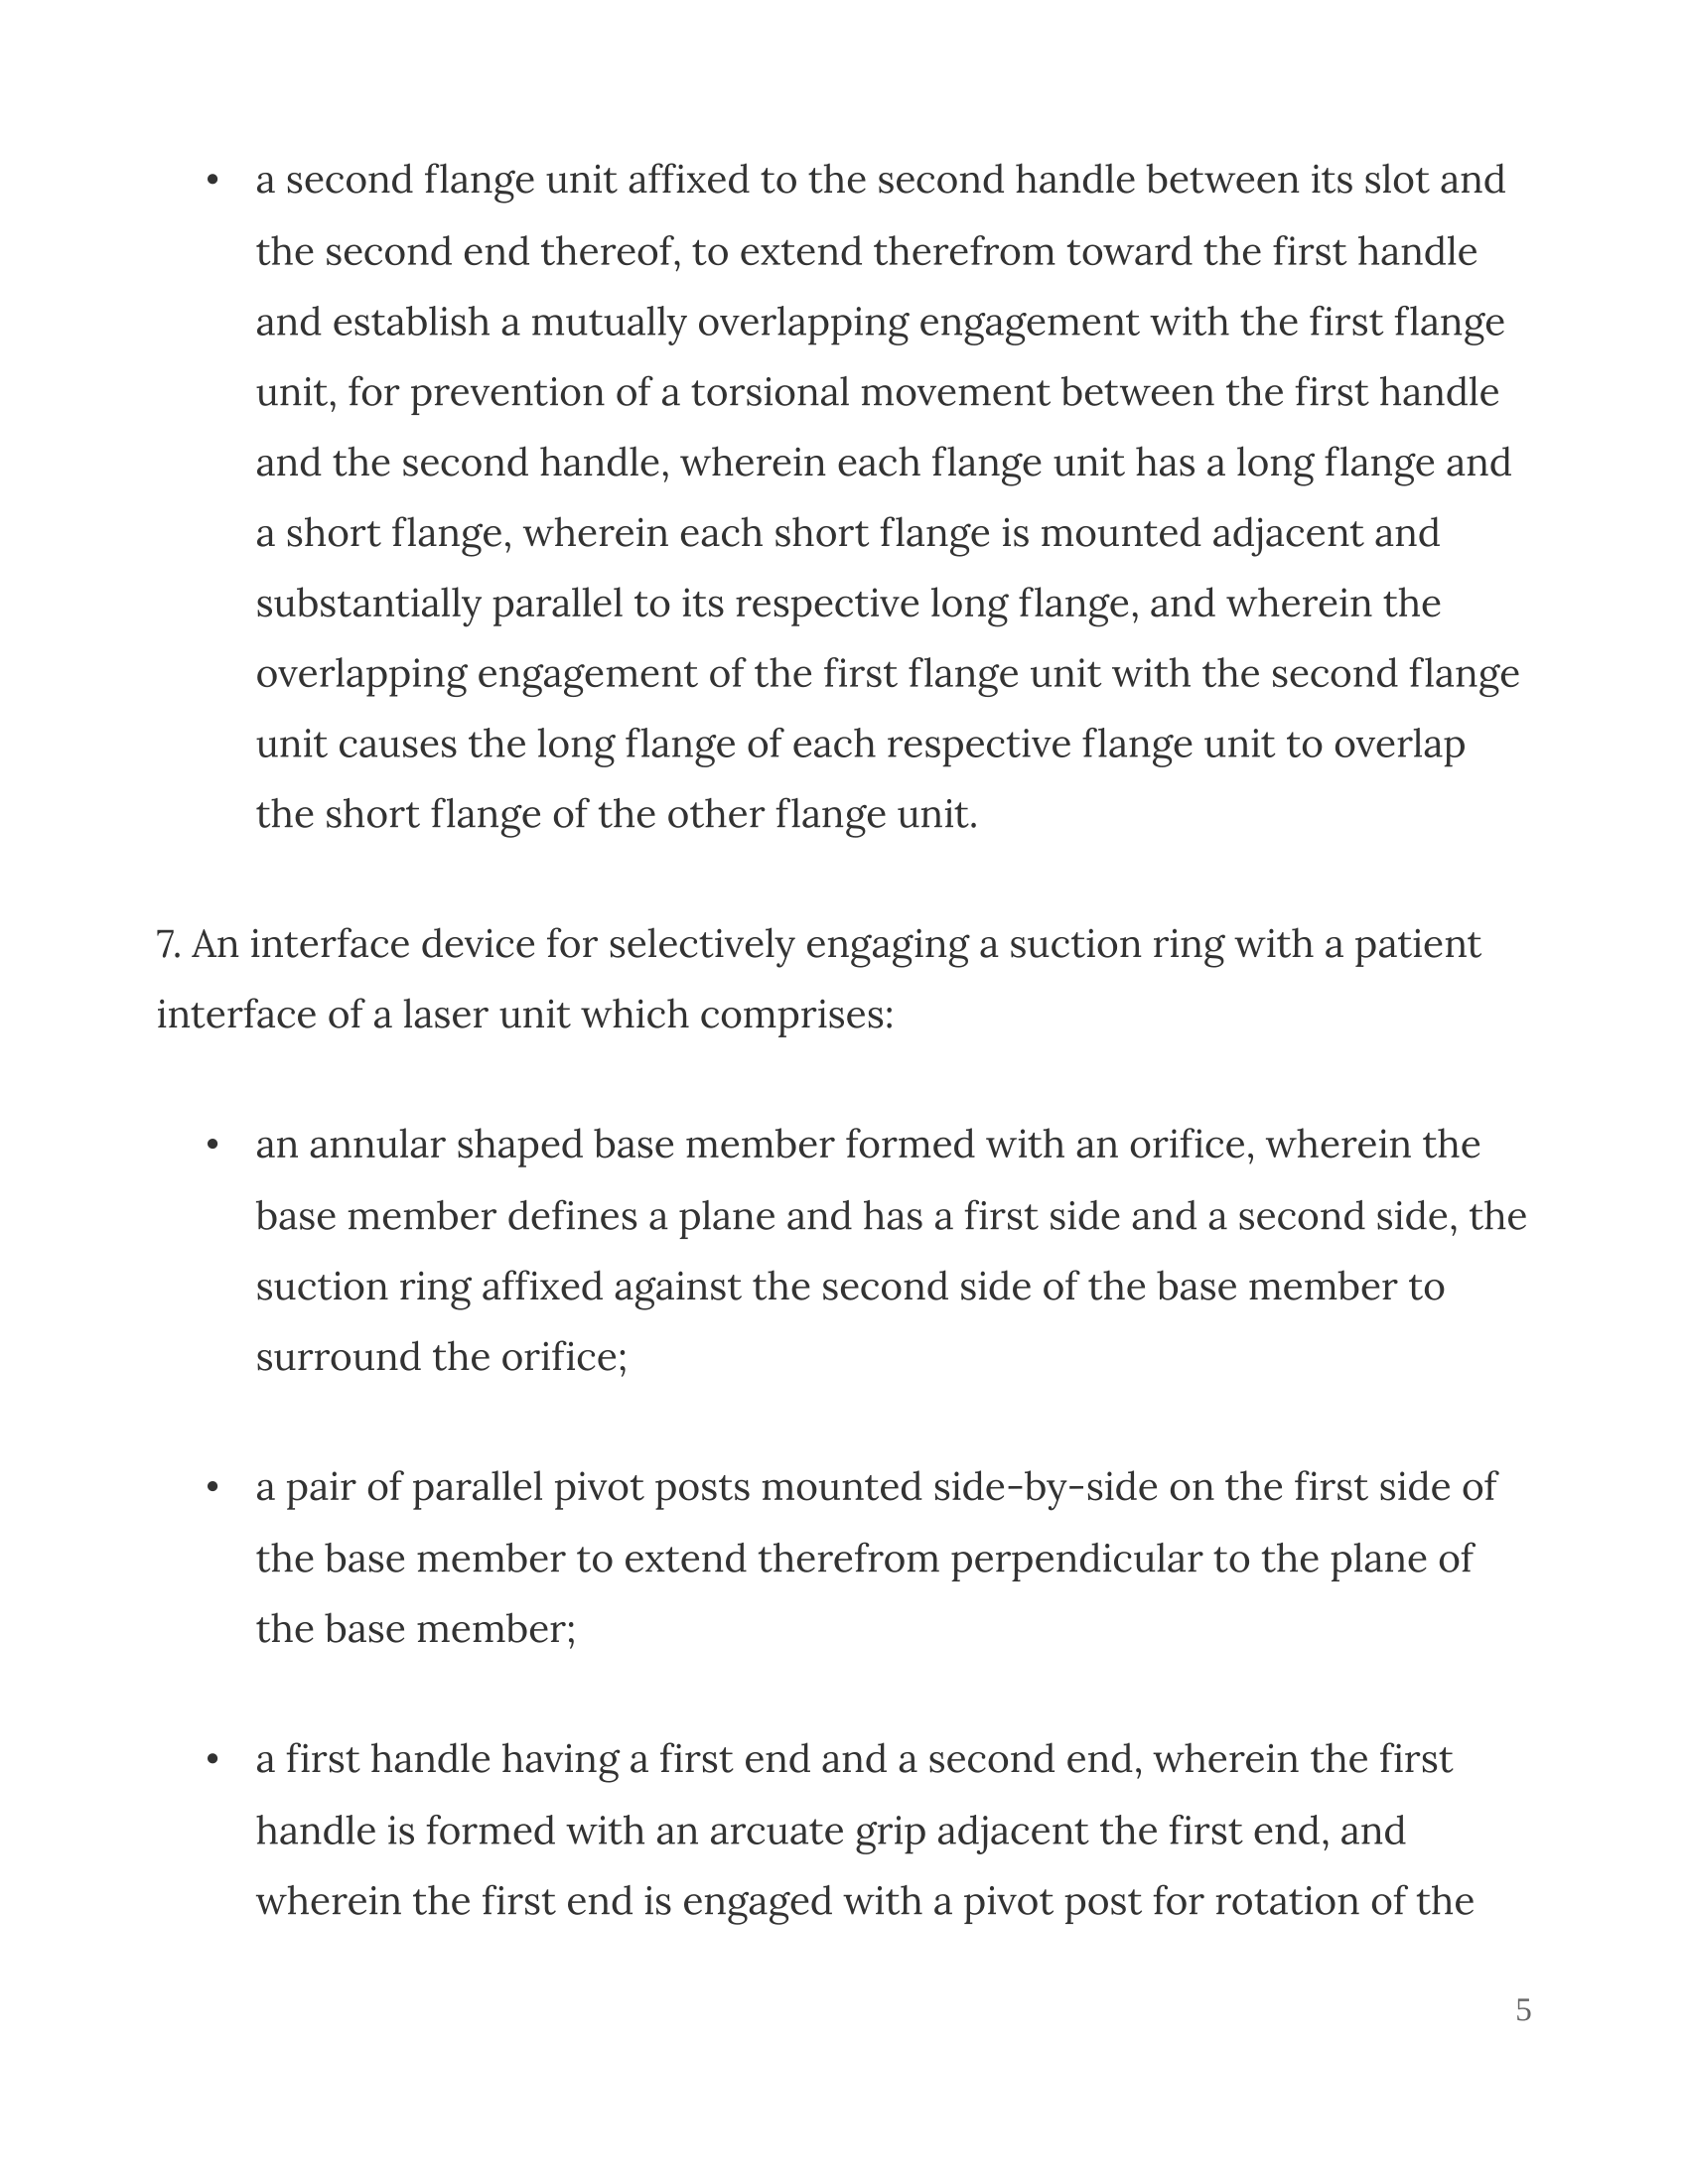 • a second flange unit affixed to the second handle between its slot and
the second end thereof, to extend therefrom toward the first handle
and establish a mutually overlapping engagement with the first flange
unit, for prevention of a torsional movement between the first handle
and the second handle, wherein each flange unit has a long flange and
a short flange, wherein each short flange is mounted adjacent and
substantially parallel to its respective long flange, and wherein the
overlapping engagement of the first flange unit with the second flange
unit causes the long flange of each respective flange unit to overlap
the short flange of the other flange unit.
7. An interface device for selectively engaging a suction ring with a patient
interface of a laser unit which comprises:
• an annular shaped base member formed with an orifice, wherein the
base member defines a plane and has a first side and a second side, the
suction ring affixed against the second side of the base member to
surround the orifice;
• a pair of parallel pivot posts mounted side-by-side on the first side of
the base member to extend therefrom perpendicular to the plane of
the base member;
• a first handle having a first end and a second end, wherein the first
handle is formed with an arcuate grip adjacent the first end, and
wherein the first end is engaged with a pivot post for rotation of the
5